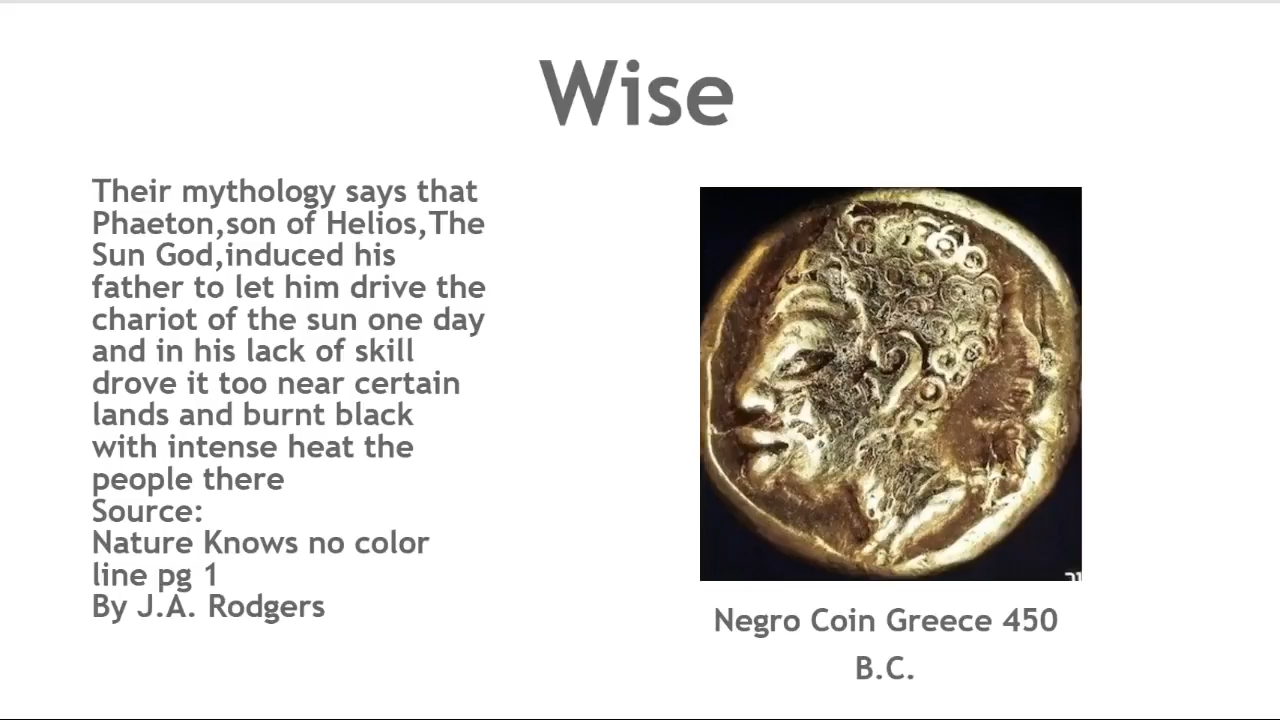 Wise
Their mythology says that
Phaeton,son of Helios,The
Sun God,induced his
father to let him drive the
chariot of the sun one day
and in his lack of skill
drove it too near certain
lands and burnt black
with intense heat the
people there
Source:
Nature Knows no color
line pg 1
By J.A. Rodgers
Negro Coin Greece 450
B.C.